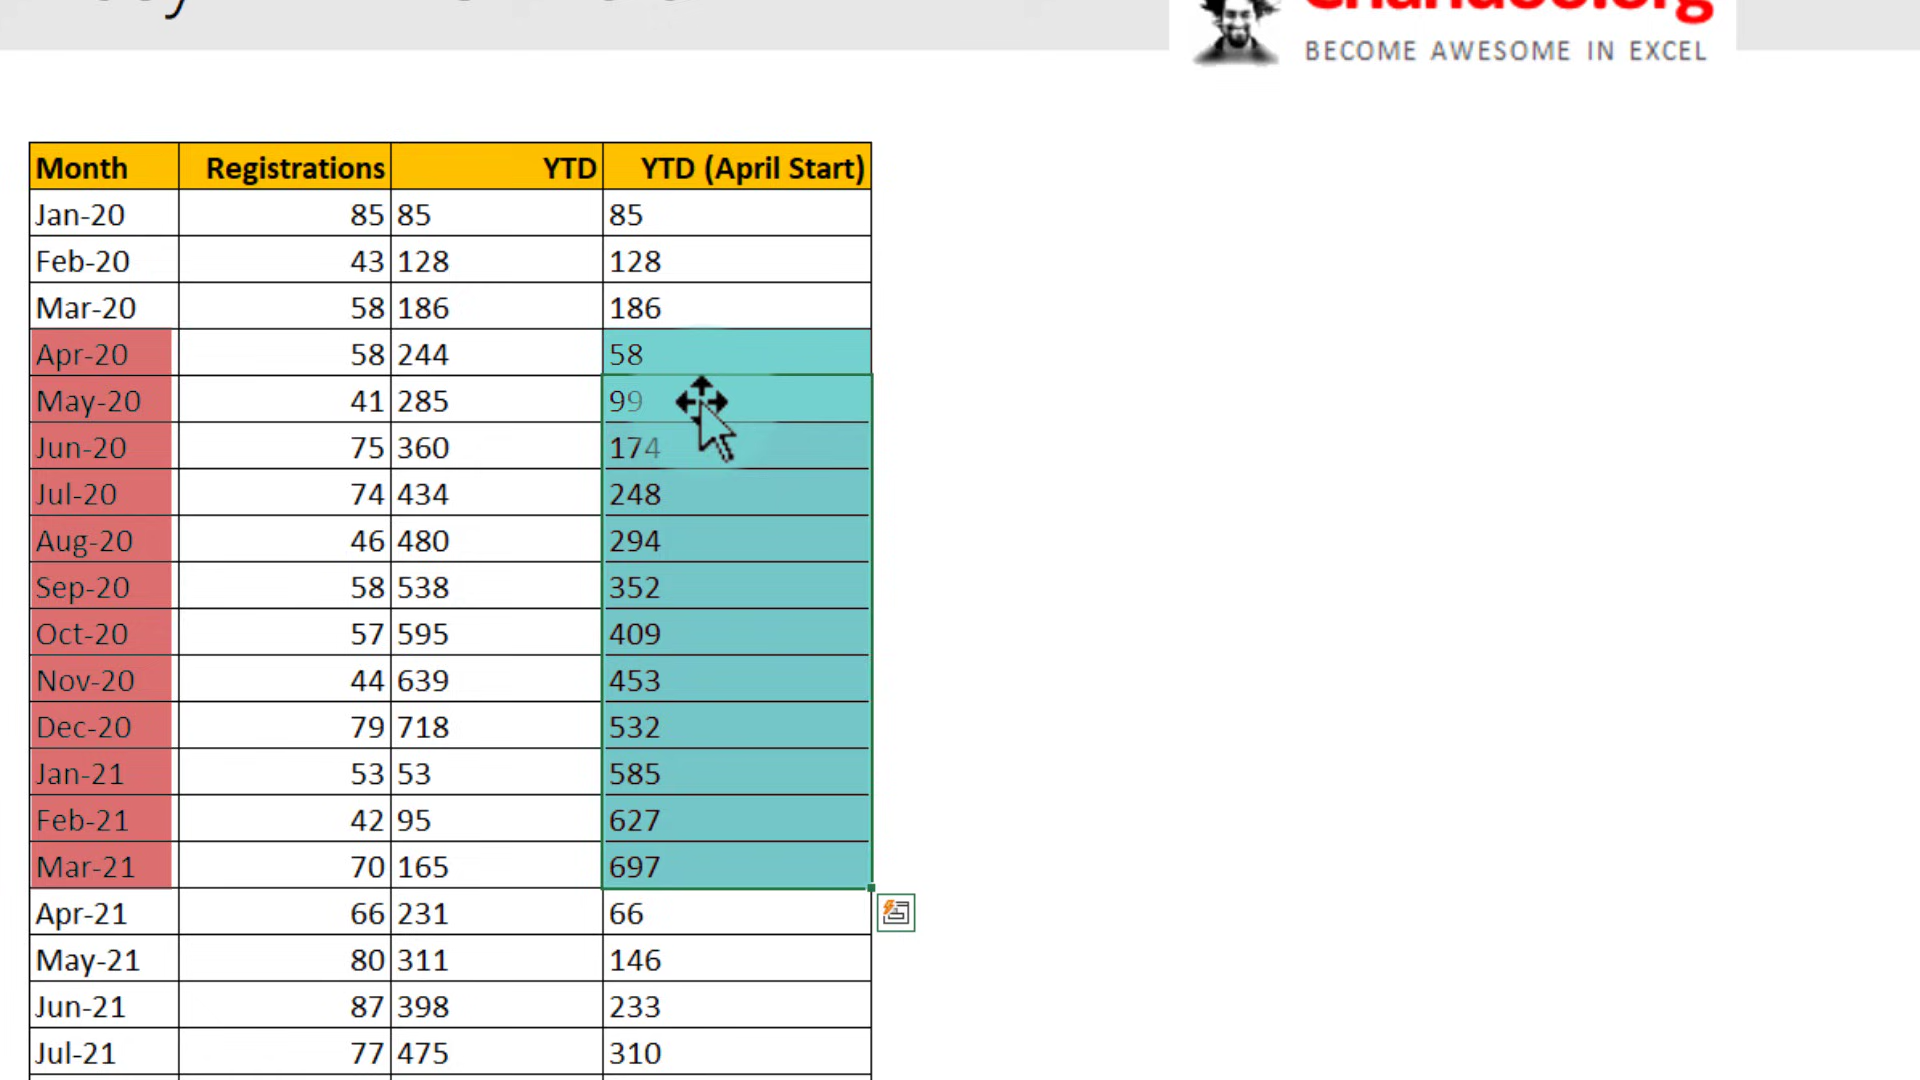 BECOME AWESOME IN EXCEL
Month Registrations YTD YTD (April Start)
Jan-20 85 85 85
Feb-20 43 128 128
Mar-20 58 186 186
Apr-20 58 244 58
May-20 41 285 99
Jun-20 75 360 174
Jul-20 74 434 248
Aug-20 46 480 294
Sep-20 58 538 352
Oct-20 57 595 409
Nov-20 44 639 453
Dec-20 79 718 532
Jan-21 53 53 585
Feb-21 42 95 627
Mar-21 70 165 697
Apr-21 66 231 66
May-21 80 311 146
Jun-21 87 398 233
Jul-21 77 475 310